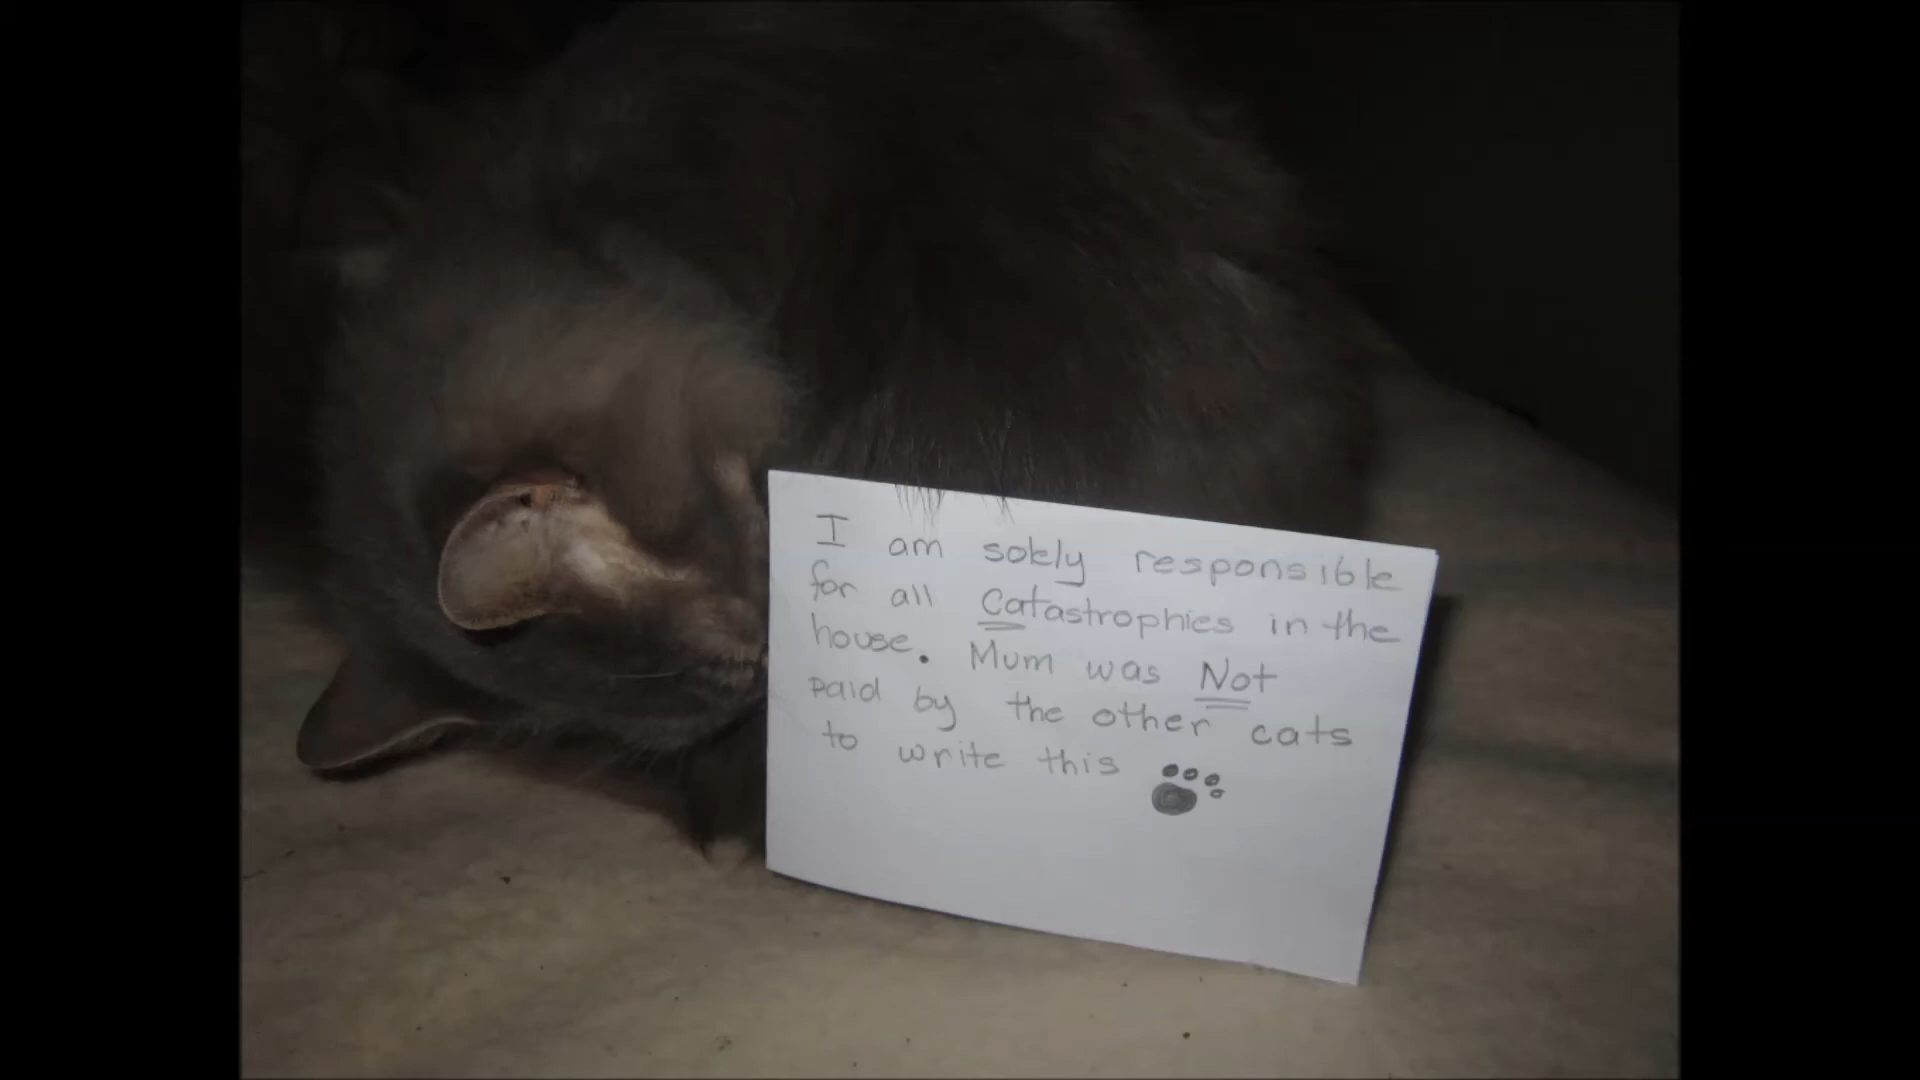 I am solely responsible
for all Catastrophies in the
house. Mum was Not
paid by the other cats
to write this